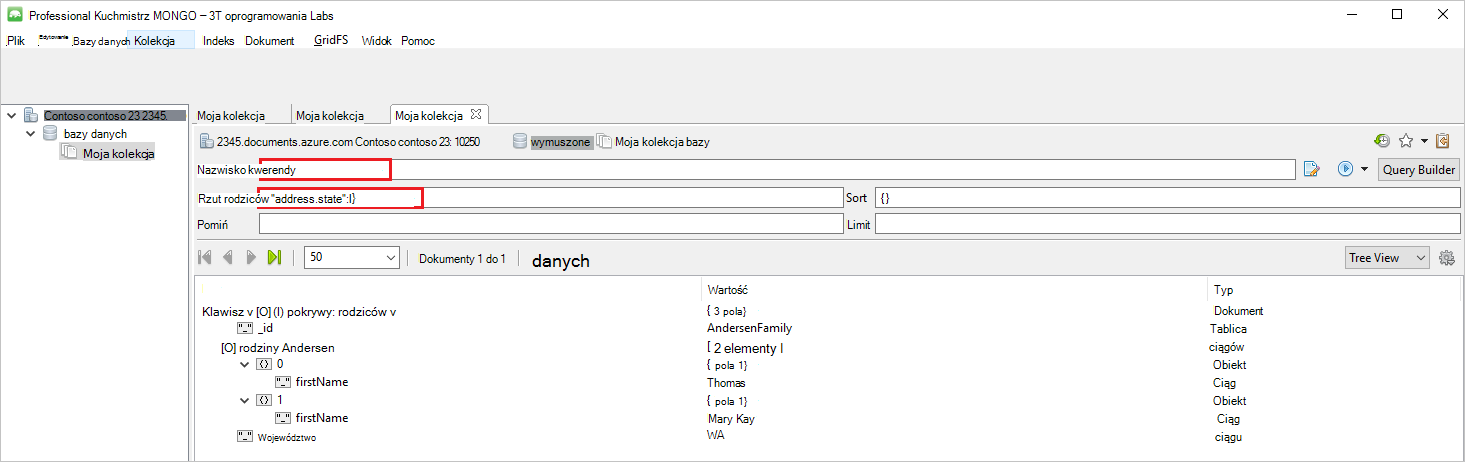 Professional Kuchmistrz MONGO – 3T oprogramowania Labs
Plik Edytowanie Bazy danych Kolekcja Indeks Dokument GridFS Widok Pomoc
Contoso contoso 23 2345.
bazy danych
Moja kolekcja
Moja kolekcja Moja kolekcja Moja kolekcja
2345.documents.azure.com Contoso contoso 23: 10250 wymuszone Moja kolekcja bazy
Nazwisko kwerendy Query Builder
Rzut rodziców "address.state":I} Sort {}
Pomiń Limit
50 Dokumenty 1 do 1 danych Tree View
Wartość Typ
Klawisz v [O] (I) pokrywy: rodziców v { 3 pola} Dokument
_id AndersenFamily Tablica
[O] rodziny Andersen [ 2 elementy I ciągów
0 { pola 1} Obiekt
firstName Thomas Ciąg
1 { pola 1} Obiekt
firstName Mary Kay Ciąg
Województwo WA ciągu